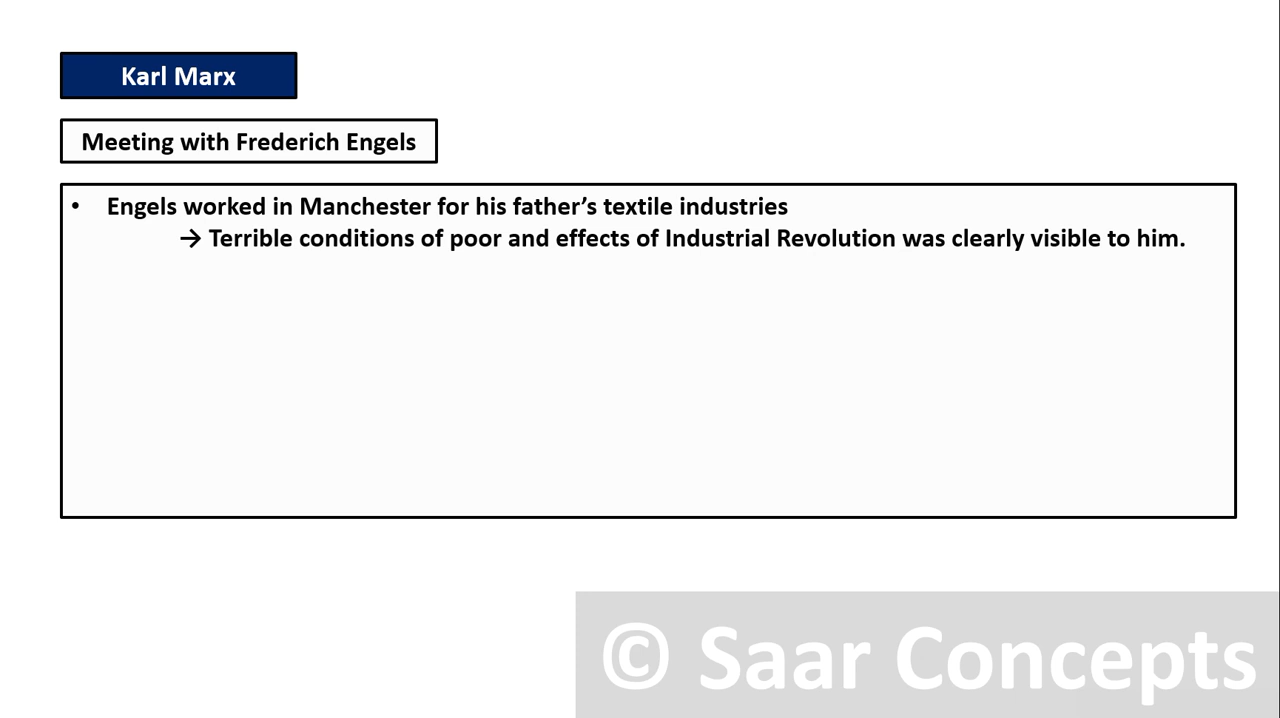 Karl Marx
Meeting with Frederich Engels
• Engels worked in Manchester for his father’s textile industries
→ Terrible conditions of poor and effects of Industrial Revolution was clearly visible to him.
© Saar Concepts